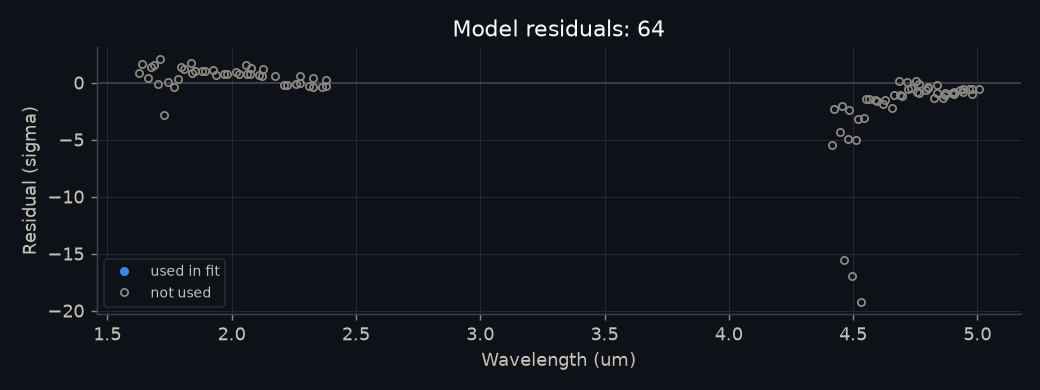 Model residuals: 64
Residual (sigma)
0
−5
−10
−15
−20
used in fit
not used
1.5 2.0 2.5 3.0 3.5 4.0 4.5 5.0
Wavelength (um)